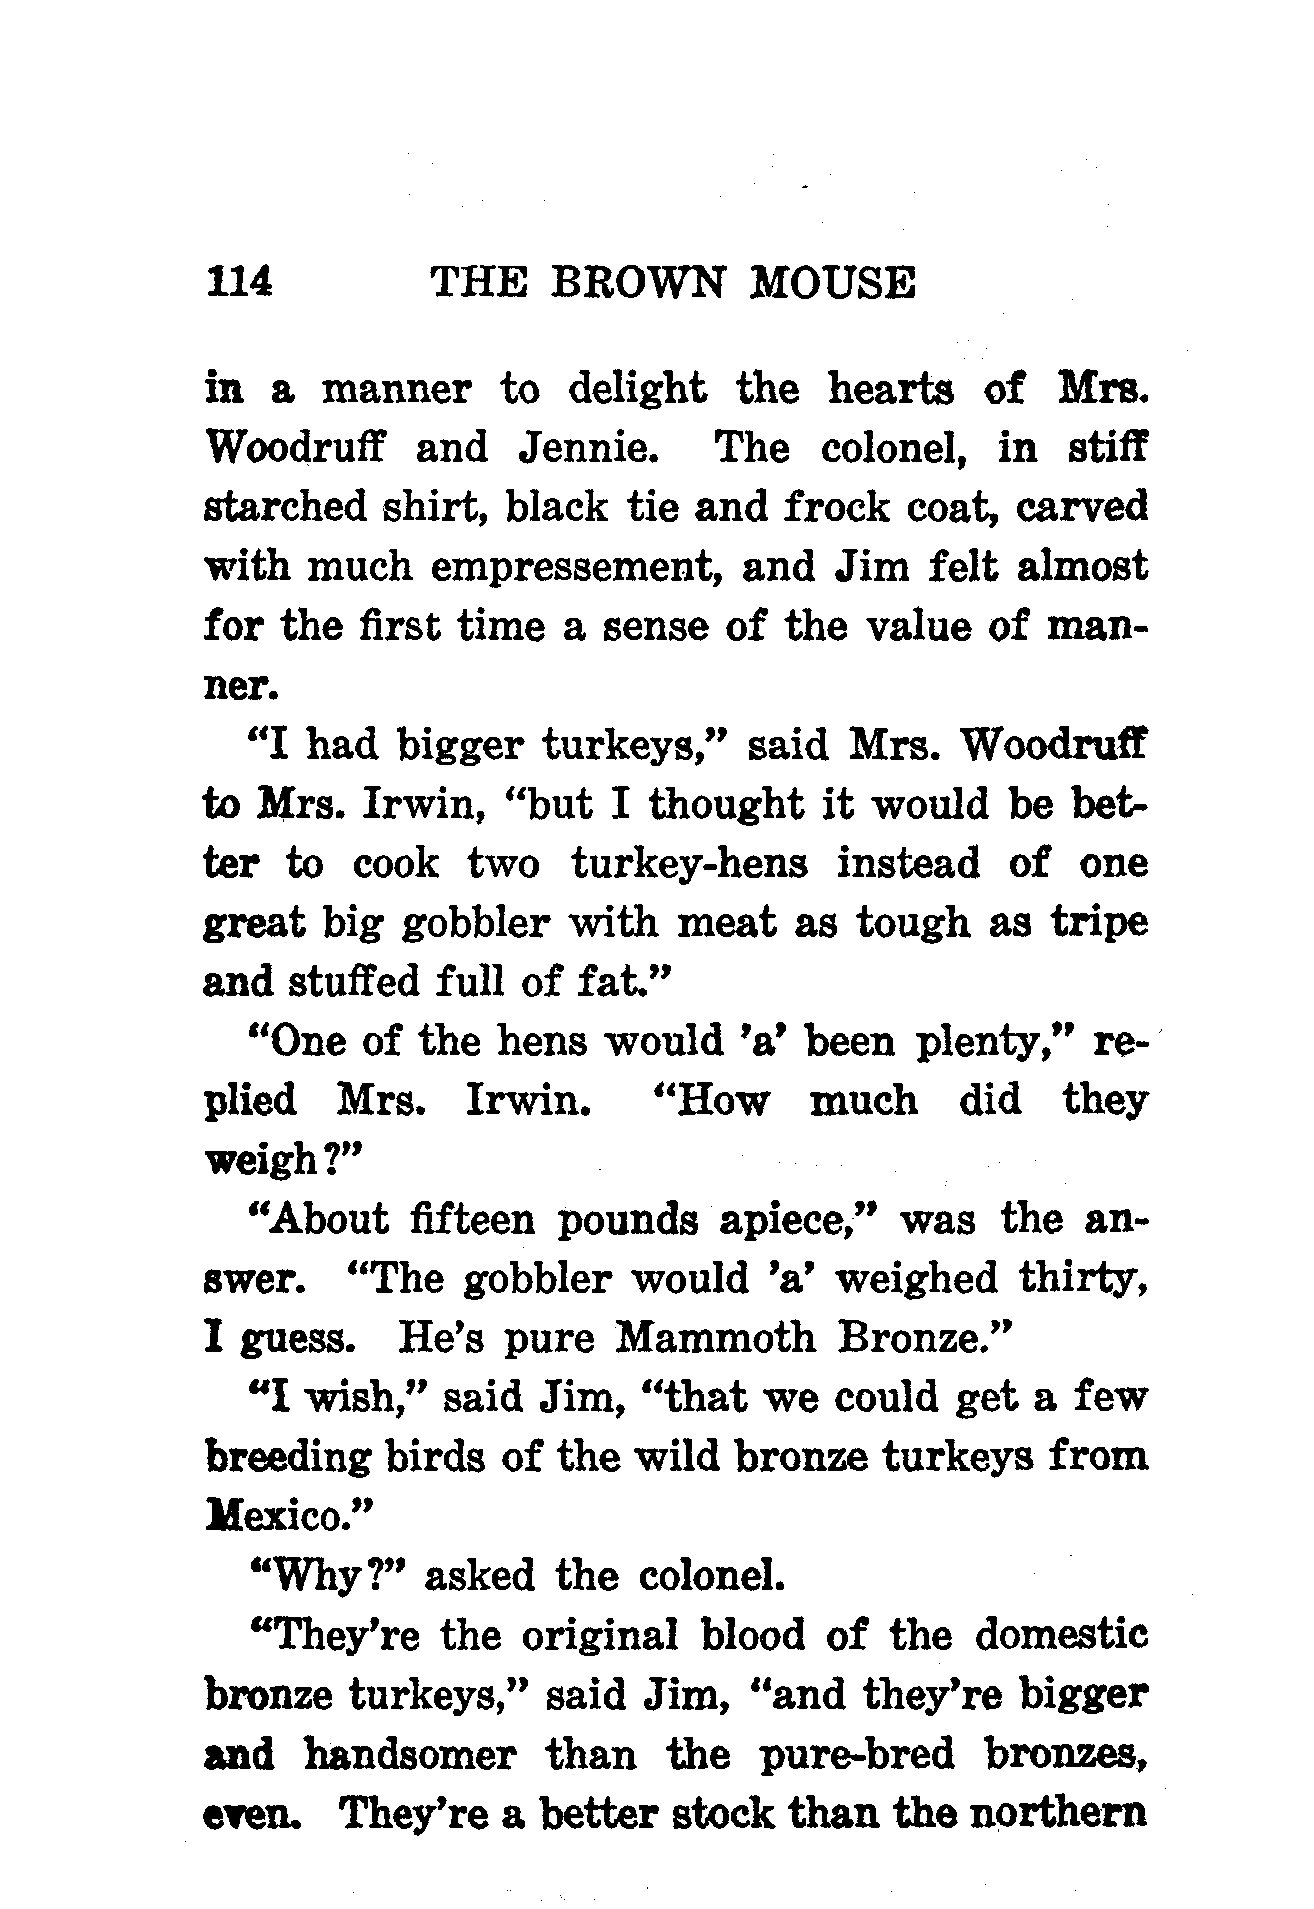 114 THE BROWN MOUSE
in a manner to delight the hearts of Mrs.
Woodruff and Jennie. The colonel, in stiff
starched shirt, black tie and frock coat, carved
with much empressement, and Jim felt almost
for the first time a sense of the value of man-
ner.
“I had bigger turkeys,” said Mrs. Woodruff
to Mrs. Irwin, “but I thought it would be bet-
ter to cook two turkey-hens instead of one
great big gobbler with meat as tough as tripe
and stuffed full of fat.”
“One of the hens would ’a’ been plenty,” re-
plied Mrs. Irwin. “How much did they
weigh?”
“About fifteen pounds apiece,” was the an-
swer. “The gobbler would ’a’ weighed thirty,
I guess. He’s pure Mammoth Bronze.”
“I wish,” said Jim, “that we could get a few
breeding birds of the wild bronze turkeys from
Mexico.”
“Why?” asked the colonel.
“They’re the original blood of the domestic
bronze turkeys,” said Jim, “and they’re bigger
and handsomer than the pure-bred bronzes,
even. They’re a better stock than the northern